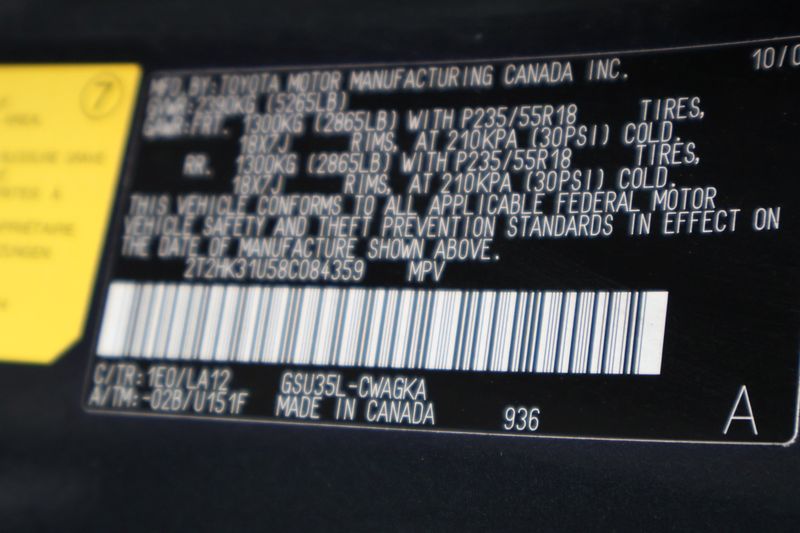 7
10/0
MFD.BY:TOYOTA MOTOR MANUFACTURING CANADA INC.
GVWR:2390KG (5265LB)
GAWR:FRT. 1300KG (2865LB) WITH P235/55R18 TIRES,
18X7J RIMS, AT 210KPA (30PSI) COLD.
RR. 1300KG (2865LB) WITH P235/55R18 TIRES,
18X7J RIMS, AT 210KPA (30PSI) COLD.
THIS VEHICLE CONFORMS TO ALL APPLICABLE FEDERAL MOTOR
VEHICLE SAFETY AND THEFT PREVENTION STANDARDS IN EFFECT ON
THE DATE OF MANUFACTURE SHOWN ABOVE.
2T2HK31U58C084359 MPV
C/TR:1E0/LA12 GSU35L-CWAGKA
A/TM:-02B/U151F MADE IN CANADA 936 A